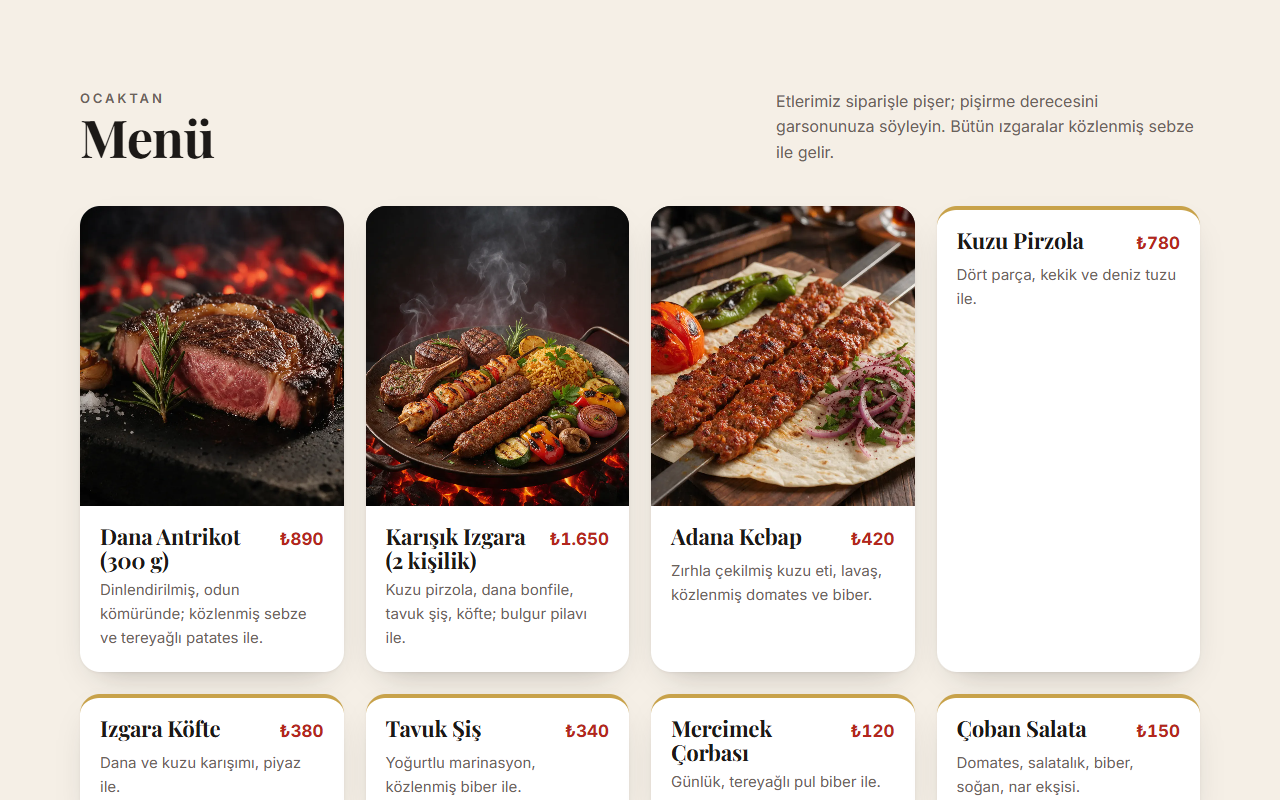 OCAKTAN
Menü
Etlerimiz siparişle pişer; pişirme derecesini
garsonunuza söyleyin. Bütün ızgaralar közlenmiş sebze
ile gelir.
Dana Antrikot
(300 g)
₺890
Dinlendirilmiş, odun
kömüründe; közlenmiş sebze
ve tereyağlı patates ile.
Karışık Izgara
(2 kişilik)
₺1.650
Kuzu pirzola, dana bonfile,
tavuk şiş, köfte; bulgur pilavı
ile.
Adana Kebap
₺420
Zırhla çekilmiş kuzu eti, lavaş,
közlenmiş domates ve biber.
Kuzu Pirzola
₺780
Dört parça, kekik ve deniz tuzu
ile.
Izgara Köfte
₺380
Dana ve kuzu karışımı, piyaz
ile.
Tavuk Şiş
₺340
Yoğurtlu marinasyon,
közlenmiş biber ile.
Mercimek
Çorbası
₺120
Günlük, tereyağlı pul biber ile.
Çoban Salata
₺150
Domates, salatalık, biber,
soğan, nar ekşisi.